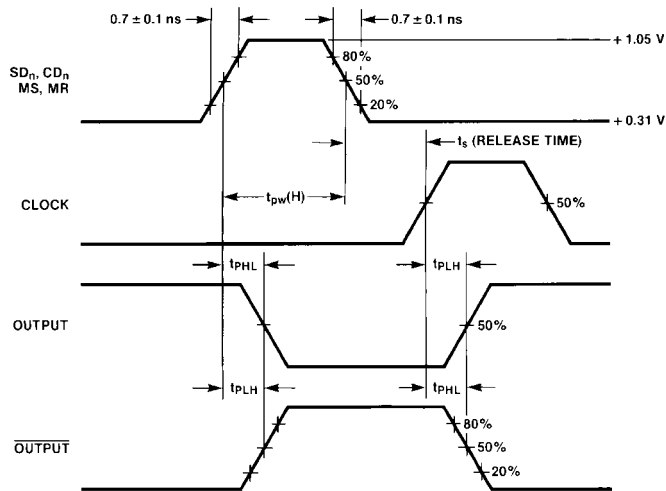 0.7 ± 0.1 ns
0.7 ± 0.1 ns
+ 1.05 V
SDn, CDn
MS, MR
80%
50%
20%
+ 0.31 V
ts (RELEASE TIME)
CLOCK
tpw(H)
50%
tPHL
tPLH
OUTPUT
50%
tPLH
tPHL
OUTPUT
80%
50%
20%